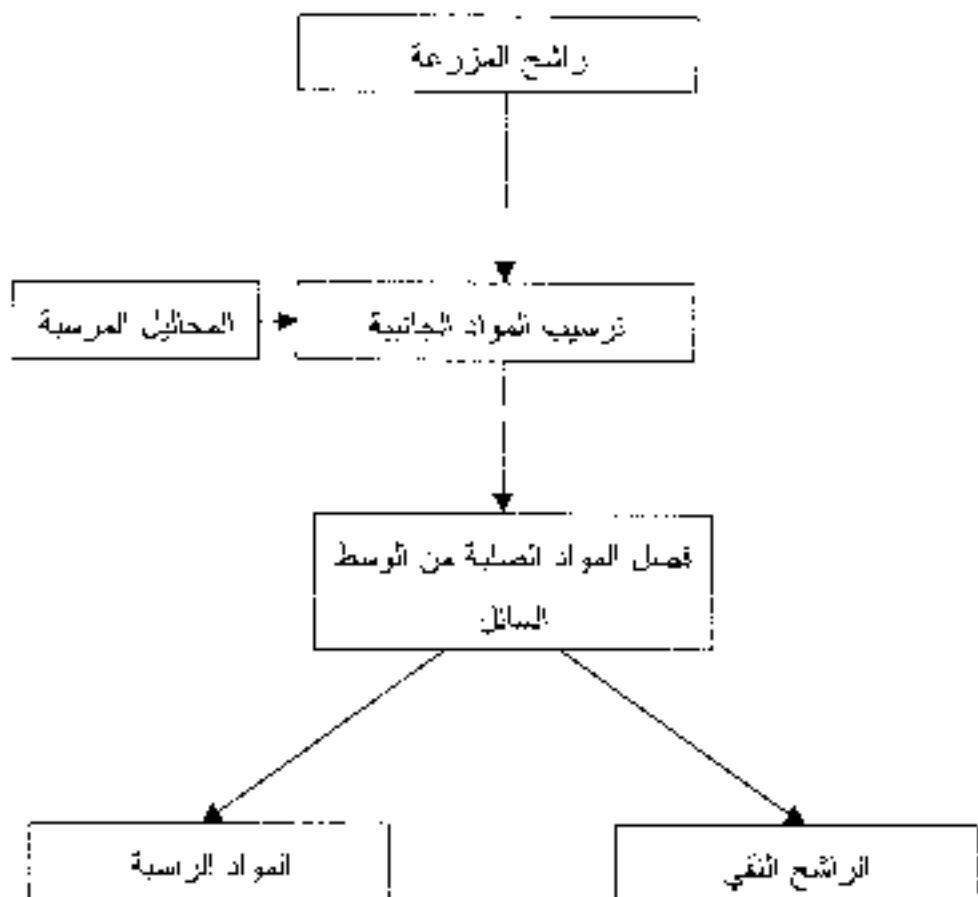 راشح المزرعة
المحاليل المرسبة
ترسيب المواد الجانبية
فصل المواد الصلبة من الوسط
السائل
المواد الراسبة
الراشح النقي